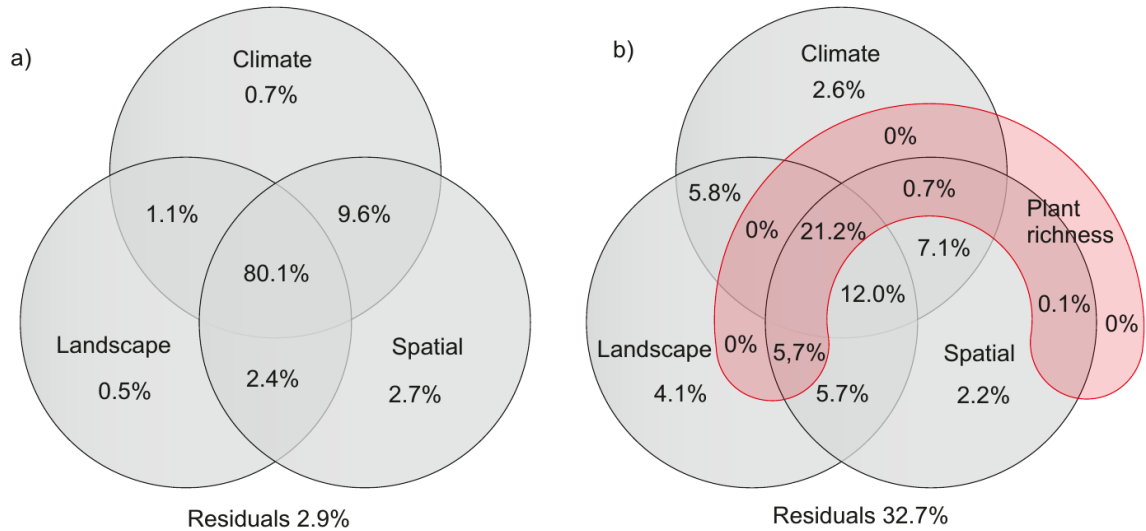 a)
Climate
0.7%
1.1%
9.6%
80.1%
Landscape
0.5%
2.4%
Spatial
2.7%
Residuals 2.9%
b)
Climate
2.6%
0%
5.8%
0.7%
0%
21.2%
Plant
richness
7.1%
12.0%
0.1%
0%
Landscape
4.1%
0%
5,7%
5.7%
Spatial
2.2%
Residuals 32.7%